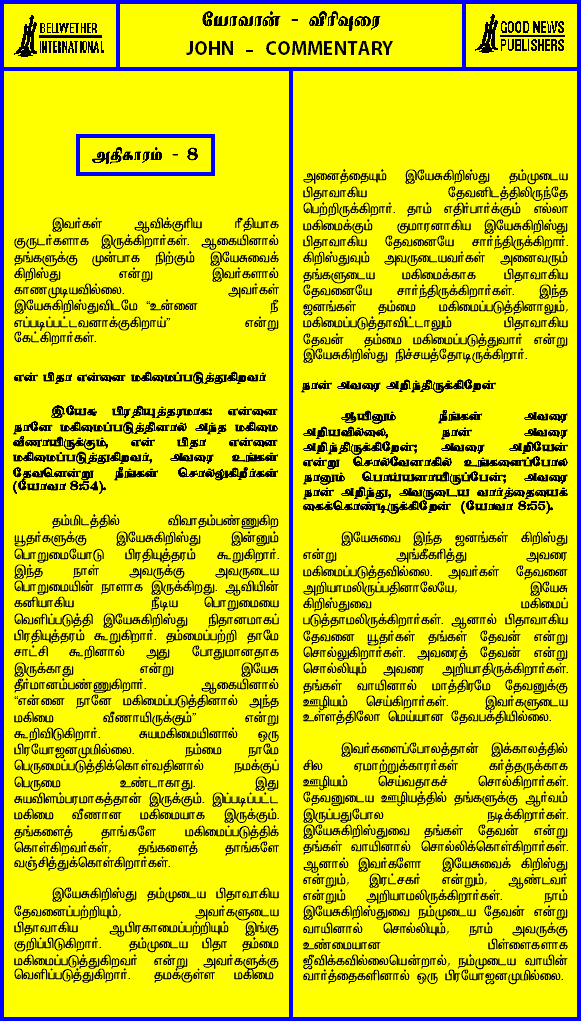 BELWETHER
INTERNATIONAL
யோவான் - விரிவுரை
JOHN - COMMENTARY
GOOD NEWS
PUBLISHERS
அதிகாரம் - 8
இவர்கள் ஆவிக்குரிய ரீதியாக
குருடர்களாக இருக்கிறார்கள். ஆகையினால்
தங்களுக்கு முன்பாக நிற்கும் இயேசுவைக்
கிறிஸ்து என்று இவர்களால்
காணமுடியவில்லை. அவர்கள்
இயேசுகிறிஸ்துவிடமே “உன்னை நீ
எப்படிப்பட்டவனாக்குகிறாய்” என்று
கேட்கிறார்கள்.
என் பிதா என்னை மகிமைப்படுத்துகிறவர்
இயேசு பிரதியுத்தரமாக: என்னை
நானே மகிமைப்படுத்தினால் அந்த மகிமை
வீணாயிருக்கும், என் பிதா என்னை
மகிமைப்படுத்துகிறவர், அவரை உங்கள்
தேவனென்று நீங்கள் சொல்லுகிறீர்கள்
(யோவா 8:54).
தம்மிடத்தில் விவாதம்பண்ணுகிற
யூதர்களுக்கு இயேசுகிறிஸ்து இன்னும்
பொறுமையோடு பிரதியுத்தரம் கூறுகிறார்.
இந்த நாள் அவருக்கு அவருடைய
பொறுமையின் நாளாக இருக்கிறது. ஆவியின்
கனியாகிய நீடிய பொறுமையை
வெளிப்படுத்தி இயேசுகிறிஸ்து நிதானமாகப்
பிரதியுத்தரம் கூறுகிறார். தம்மைப்பற்றி தாமே
சாட்சி கூறினால் அது போதுமானதாக
இருக்காது என்று இயேசு
தீர்மானம்பண்ணுகிறார். ஆகையினால்
“என்னை நானே மகிமைப்படுத்தினால் அந்த
மகிமை வீணாயிருக்கும்” என்று
கூறிவிடுகிறார். சுயமகிமையினால் ஒரு
பிரயோஜனமுமில்லை. நம்மை நாமே
பெருமைப்படுத்திக்கொள்வதினால் நமக்குப்
பெருமை உண்டாகாது. இது
சுயவிளம்பரமாகத்தான் இருக்கும். இப்படிப்பட்ட
மகிமை வீணான மகிமையாக இருக்கும்.
தங்களைத் தாங்களே மகிமைப்படுத்திக்
கொள்கிறவர்கள், தங்களைத் தாங்களே
வஞ்சித்துக்கொள்கிறார்கள்.
இயேசுகிறிஸ்து தம்முடைய பிதாவாகிய
தேவனைப்பற்றியும், அவர்களுடைய
பிதாவாகிய ஆபிரகாமைப்பற்றியும் இங்கு
குறிப்பிடுகிறார். தம்முடைய பிதா தம்மை
மகிமைப்படுத்துகிறவர் என்று அவர்களுக்கு
வெளிப்படுத்துகிறார். தமக்குள்ள மகிமை
அனைத்தையும் இயேசுகிறிஸ்து தம்முடைய
பிதாவாகிய தேவனிடத்திலிருந்தே
பெற்றிருக்கிறார். தாம் எதிர்பார்க்கும் எல்லா
மகிமைக்கும் குமாரனாகிய இயேசுகிறிஸ்து
பிதாவாகிய தேவனையே சார்ந்திருக்கிறார்.
கிறிஸ்துவும் அவருடையவர்கள் அனைவரும்
தங்களுடைய மகிமைக்காக பிதாவாகிய
தேவனையே சார்ந்திருக்கிறார்கள். இந்த
ஜனங்கள் தம்மை மகிமைப்படுத்தினாலும்,
மகிமைப்படுத்தாவிட்டாலும் பிதாவாகிய
தேவன் தம்மை மகிமைப்படுத்துவார் என்று
இயேசுகிறிஸ்து நிச்சயத்தோடிருக்கிறார்.
நான் அவரை அறிந்திருக்கிறேன்
ஆயினும் நீங்கள் அவரை
அறியவில்லை, நான் அவரை
அறிந்திருக்கிறேன்; அவரை அறியேன்
என்று சொல்வேனாகில் உங்களைப்போல
நானும் பொய்யனாயிருப்பேன்; அவரை
நான் அறிந்து, அவருடைய வார்த்தையைக்
கைக்கொண்டிருக்கிறேன் (யோவா 8:55).
இயேசுவை இந்த ஜனங்கள் கிறிஸ்து
என்று அங்கீகரித்து அவரை
மகிமைப்படுத்தவில்லை. அவர்கள் தேவனை
அறியாமலிருப்பதினாலேயே, இயேசு
கிறிஸ்துவை மகிமைப்
படுத்தாமலிருக்கிறார்கள். ஆனால் பிதாவாகிய
தேவனை யூதர்கள் தங்கள் தேவன் என்று
சொல்லுகிறார்கள். அவரைத் தேவன் என்று
சொல்லியும் அவரை அறியாதிருக்கிறார்கள்.
தங்கள் வாயினால் மாத்திரமே தேவனுக்கு
ஊழியம் செய்கிறார்கள். இவர்களுடைய
உள்ளத்திலோ மெய்யான தேவபக்தியில்லை.
இவர்களைப்போலத்தான் இக்காலத்தில்
சில ஏமாற்றுக்காரர்கள் கர்த்தருக்காக
ஊழியம் செய்வதாகச் சொல்கிறார்கள்.
தேவனுடைய ஊழியத்தில் தங்களுக்கு ஆர்வம்
இருப்பதுபோல நடிக்கிறார்கள்.
இயேசுகிறிஸ்துவை தங்கள் தேவன் என்று
தங்கள் வாயினால் சொல்லிக்கொள்கிறார்கள்.
ஆனால் இவர்களோ இயேசுவைக் கிறிஸ்து
என்றும், இரட்சகர் என்றும், ஆண்டவர்
என்றும் அறியாமலிருக்கிறார்கள். நாம்
இயேசுகிறிஸ்துவை நம்முடைய தேவன் என்று
வாயினால் சொல்லியும், நாம் அவருக்கு
உண்மையான பிள்ளைகளாக
ஜீவிக்கவில்லையென்றால், நம்முடைய வாயின்
வார்த்தைகளினால் ஒரு பிரயோஜனமுமில்லை.